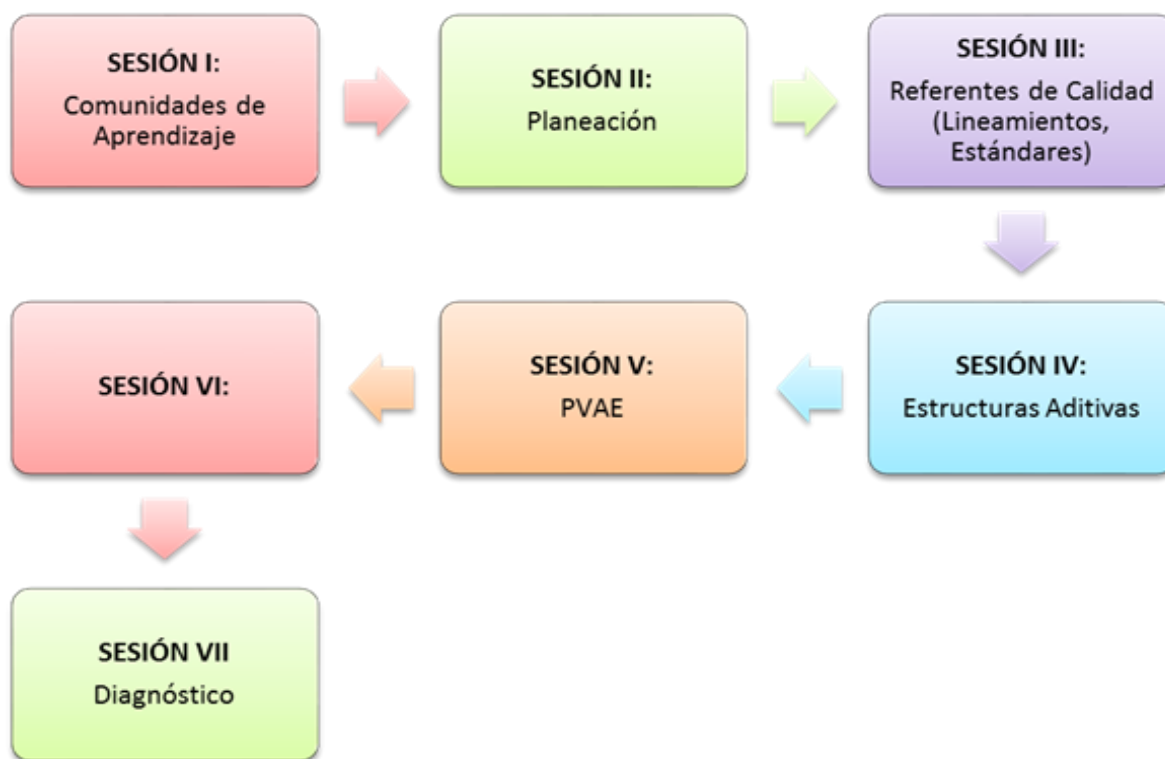 SESIÓN I:
Comunidades de
Aprendizaje
SESIÓN II:
Planeación
SESIÓN III:
Referentes de Calidad
(Lineamientos,
Estándares)
SESIÓN IV:
Estructuras Aditivas
SESIÓN V:
PVAE
SESIÓN VI:
SESIÓN VII
Diagnóstico